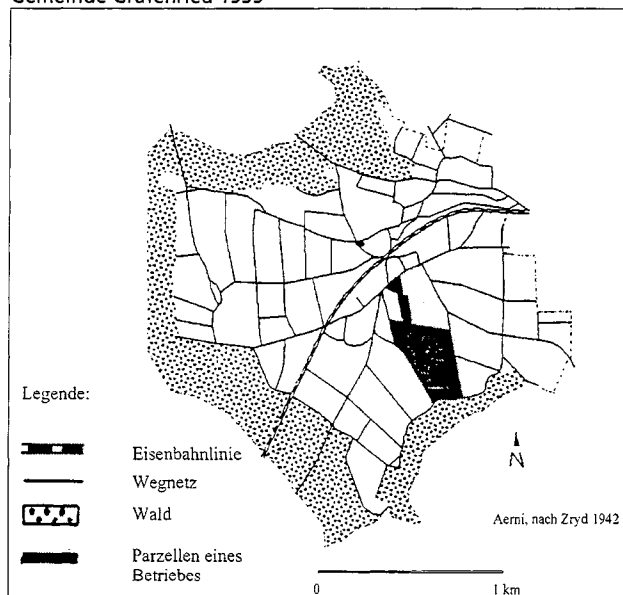 Legende:
Eisenbahnlinie
Wegnetz
Wald
Parzellen eines
Betriebes
N
Aerni, nach Zryd 1942
0 1 km